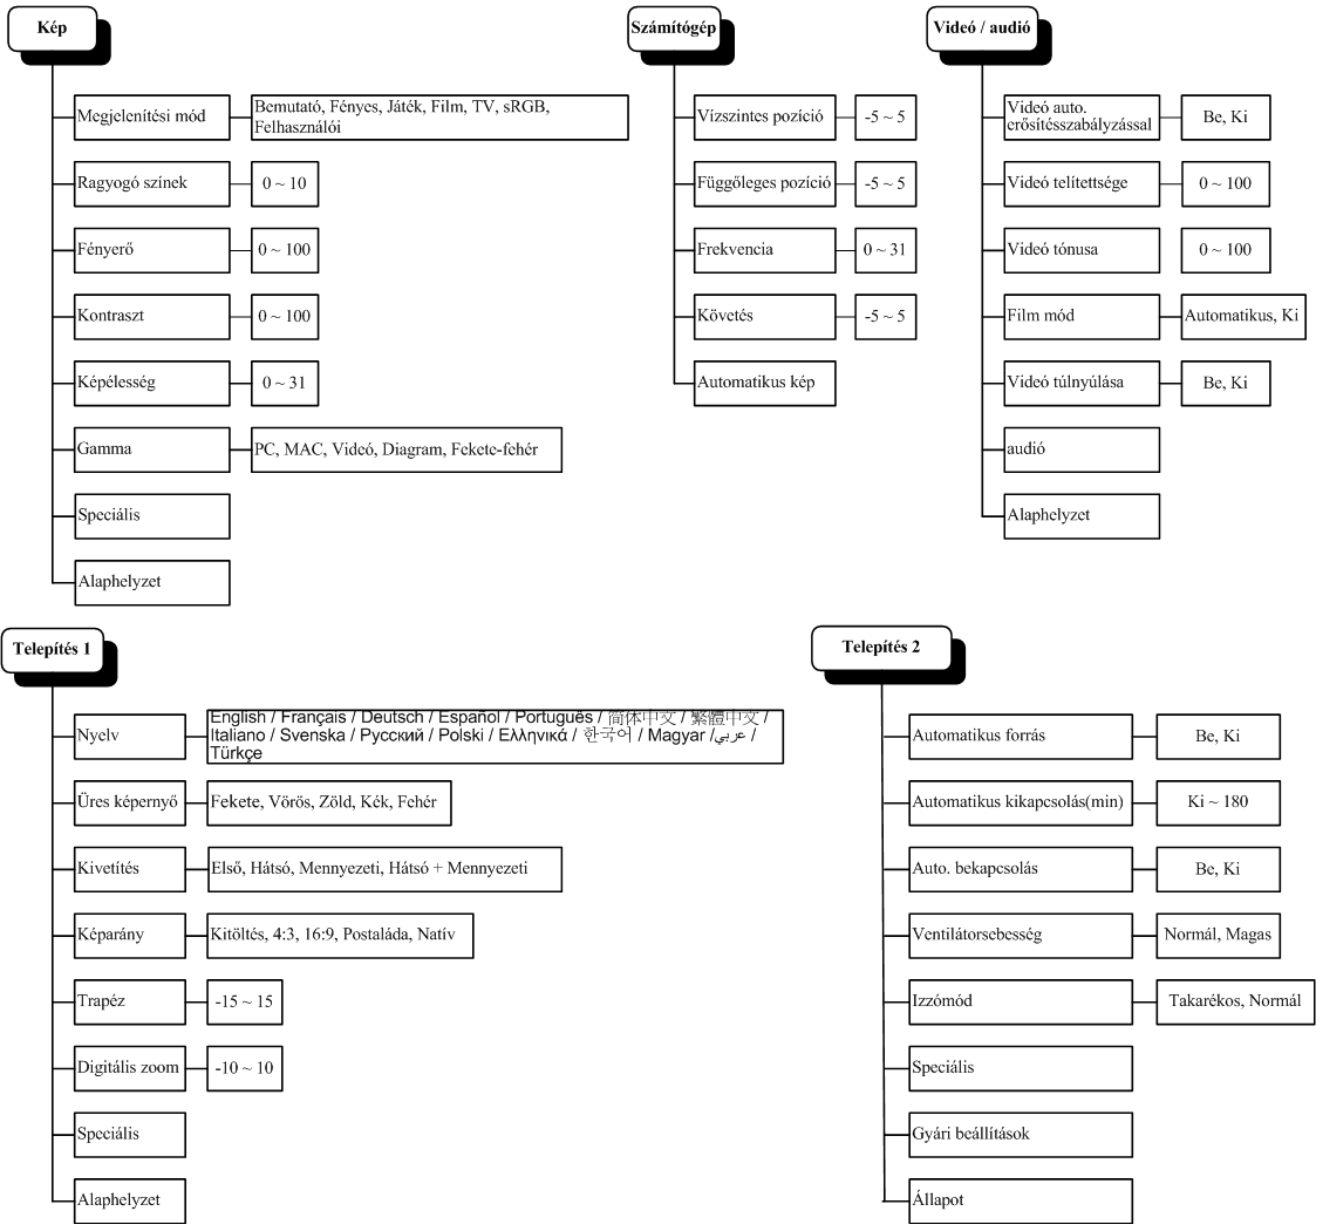 Kép
Megjelenítési mód
Bemutató, Fényes, Játék, Film, TV, sRGB,
Felhasználói
Ragyogó színek
0 ~ 10
Fényerő
0 ~ 100
Kontraszt
0 ~ 100
Képélesség
0 ~ 31
Gamma
PC, MAC, Videó, Diagram, Fekete-fehér
Speciális
Alaphelyzet
Számítógép
Vízszintes pozíció
-5 ~ 5
Függőleges pozíció
-5 ~ 5
Frekvencia
0 ~ 31
Követés
-5 ~ 5
Automatikus kép
Videó / audió
Videó auto.
erősítésszabályzással
Be, Ki
Videó telítettsége
0 ~ 100
Videó tónusa
0 ~ 100
Film mód
Automatikus, Ki
Videó túlnyúlása
Be, Ki
audió
Alaphelyzet
Telepítés 1
Nyelv
English / Français / Deutsch / Español / Português / 简体中文 / 繁體中文 /
Italiano / Svenska / Русский / Polski / Ελληνικά / 한국어 / Magyar /عربي /
Türkçe
Üres képernyő
Fekete, Vörös, Zöld, Kék, Fehér
Kivetítés
Első, Hátsó, Mennyezeti, Hátsó + Mennyezeti
Képarány
Kitöltés, 4:3, 16:9, Postaláda, Natív
Trapéz
-15 ~ 15
Digitális zoom
-10 ~ 10
Speciális
Alaphelyzet
Telepítés 2
Automatikus forrás
Be, Ki
Automatikus kikapcsolás(min)
Ki ~ 180
Auto. bekapcsolás
Be, Ki
Ventilátorsebesség
Normál, Magas
Izzómód
Takarékos, Normál
Speciális
Gyári beállítások
Állapot